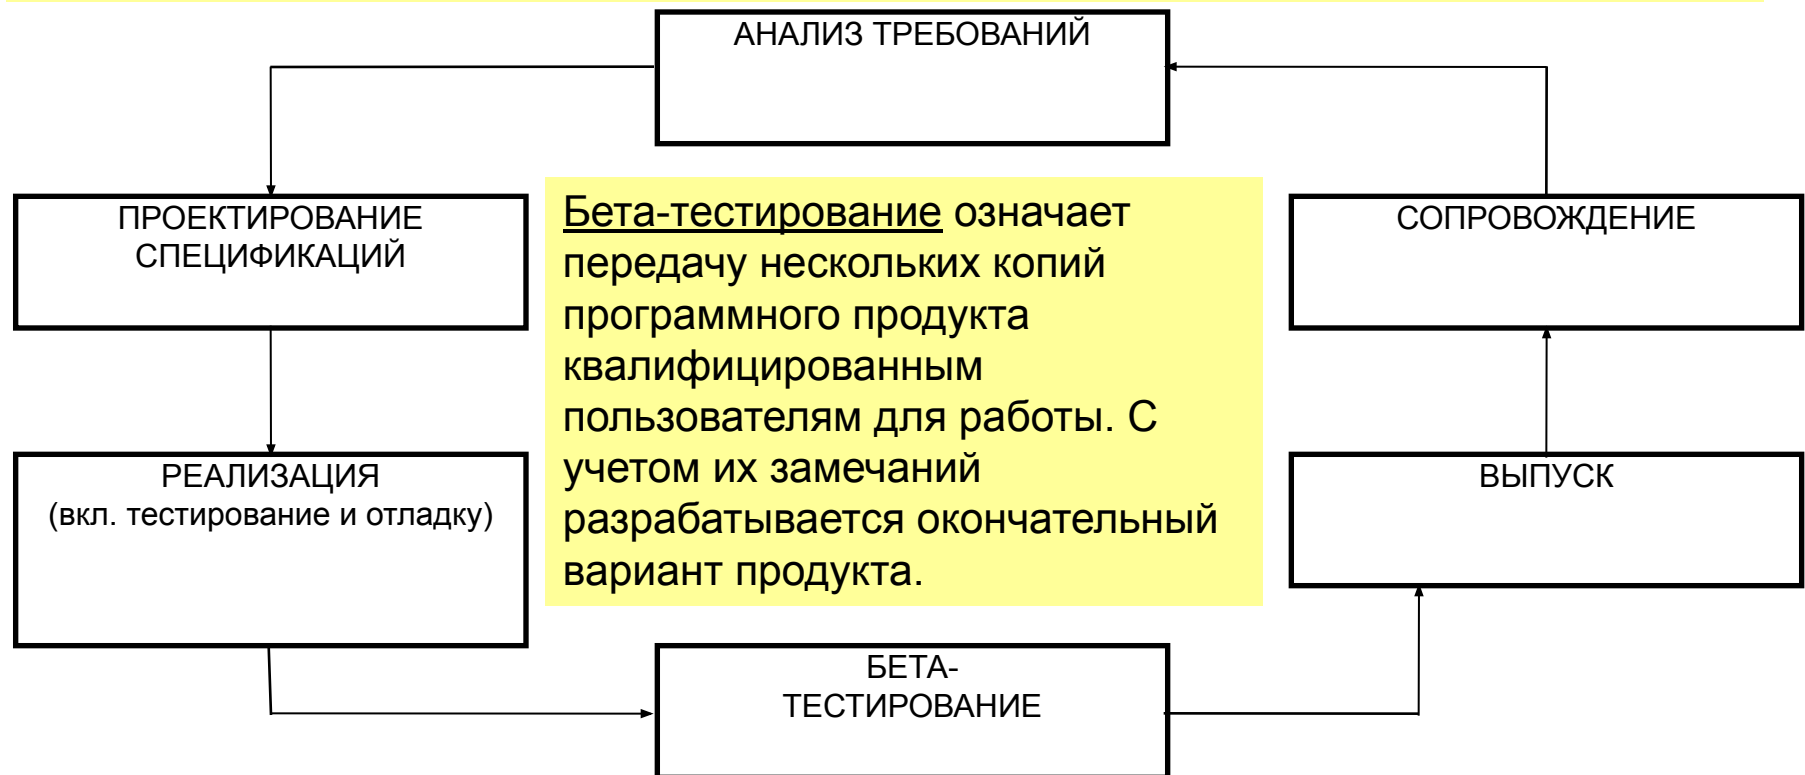 АНАЛИЗ ТРЕБОВАНИЙ
ПРОЕКТИРОВАНИЕ
СПЕЦИФИКАЦИЙ
РЕАЛИЗАЦИЯ
(вкл. тестирование и отладку)
Бета-тестирование означает
передачу нескольких копий
программного продукта
квалифицированным
пользователям для работы. С
учетом их замечаний
разрабатывается окончательный
вариант продукта.
БЕТА-
ТЕСТИРОВАНИЕ
СОПРОВОЖДЕНИЕ
ВЫПУСК